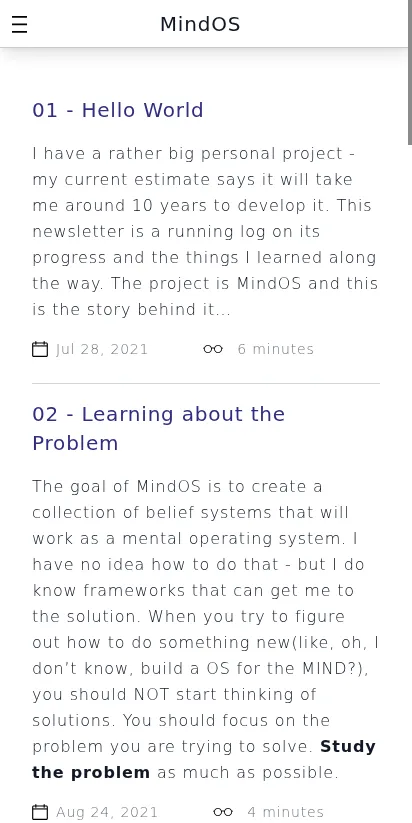 MindOS
01 - Hello World
I have a rather big personal project -
my current estimate says it will take
me around 10 years to develop it. This
newsletter is a running log on its
progress and the things I learned along
the way. The project is MindOS and this
is the story behind it...
Jul 28, 2021 6 minutes
02 - Learning about the
Problem
The goal of MindOS is to create a
collection of belief systems that will
work as a mental operating system. I
have no idea how to do that - but I do
know frameworks that can get me to
the solution. When you try to figure
out how to do something new(like, oh, I
don’t know, build a OS for the MIND?),
you should NOT start thinking of
solutions. You should focus on the
problem you are trying to solve. Study
the problem as much as possible.
Aug 24, 2021 4 minutes